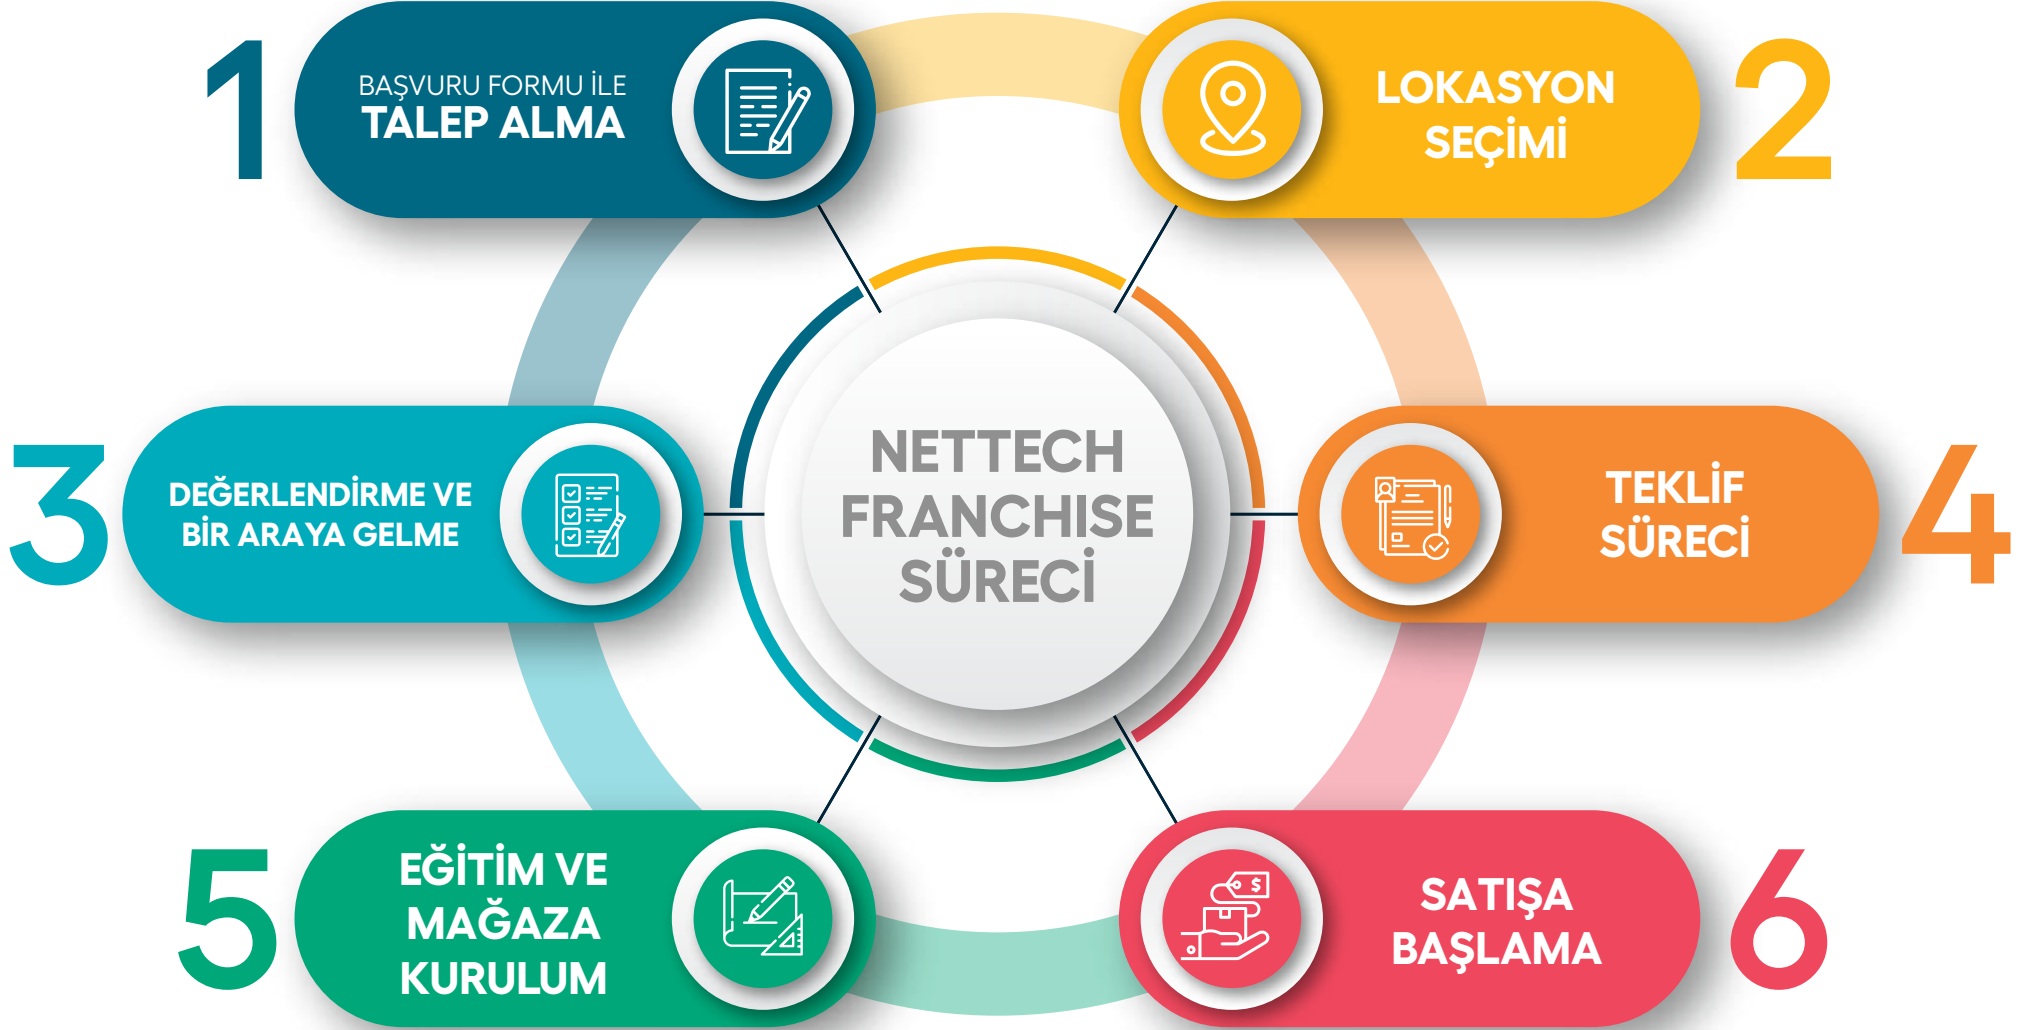 1
BAŞVURU FORMU İLE
TALEP ALMA
LOKASYON
SEÇİMİ
2
3
DEĞERLENDİRME VE
BİR ARAYA GELME
NETTECH
FRANCHISE
SÜRECİ
TEKLİF
SÜRECİ
4
5
EĞİTİM VE
MAĞAZA
KURULUM
$
SATIŞA
BAŞLAMA
6